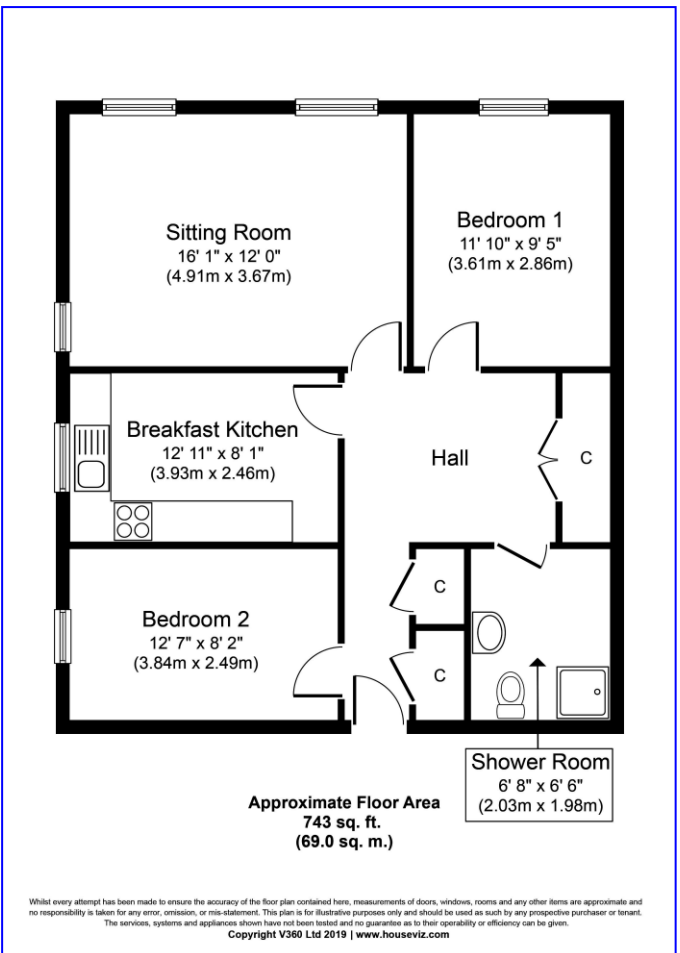 Sitting Room
16' 1" x 12' 0"
(4.91m x 3.67m)
Bedroom 1
11' 10" x 9' 5"
(3.61m x 2.86m)
Breakfast Kitchen
12' 11" x 8' 1"
(3.93m x 2.46m)
Hall
C
Bedroom 2
12' 7" x 8' 2"
(3.84m x 2.49m)
C
C
Shower Room
6' 8" x 6' 6"
(2.03m x 1.98m)
Approximate Floor Area
743 sq. ft.
(69.0 sq. m.)
Whilst every attempt has been made to ensure the accuracy of the floor plan contained here, measurements of doors, windows, rooms and any other items are approximate and
no responsibility is taken for any error, omission, or mis-statement. This plan is for illustrative purposes only and should be used as such by any prospective purchaser or tenant.
The services, systems and appliances shown have not been tested and no guarantee as to their operability or efficiency can be given.
Copyright V360 Ltd 2019 | www.houseviz.com